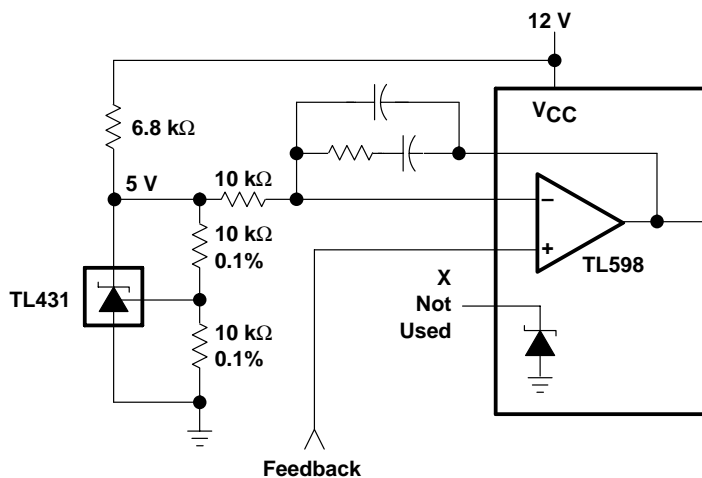 12 V
VCC
6.8 kΩ
5 V
10 kΩ
10 kΩ
0.1%
TL431
10 kΩ
0.1%
−
+
TL598
X
Not
Used
Feedback